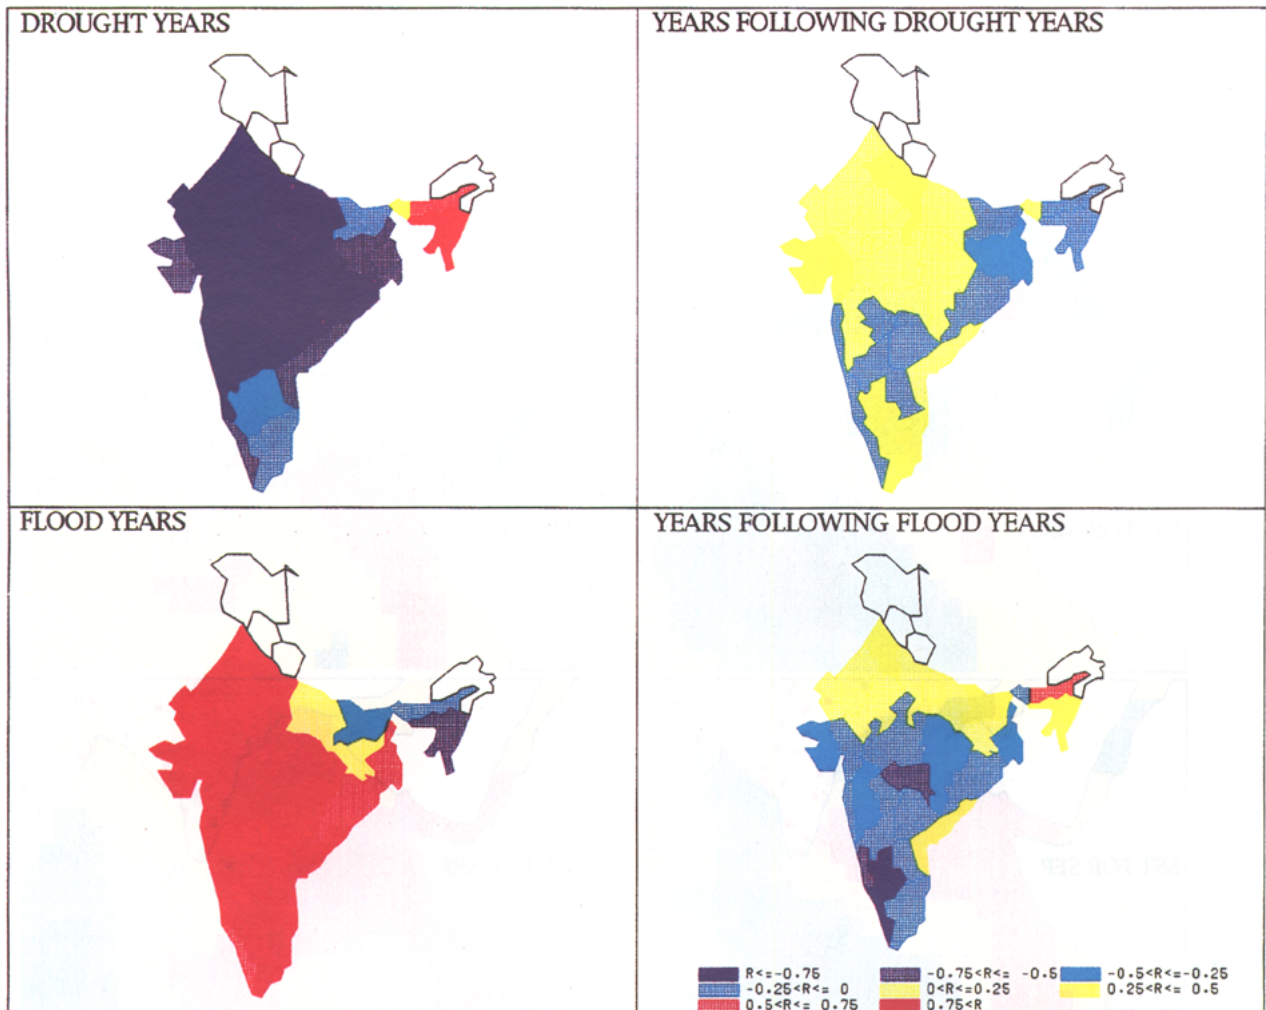 DROUGHT YEARS
YEARS FOLLOWING DROUGHT YEARS
FLOOD YEARS
YEARS FOLLOWING FLOOD YEARS
R<=-0.75
-0.75<R<= -0.5
-0.5<R<=-0.25
-0.25<R<= 0
0<R<=0.25
0.25<R<= 0.5
0.5<R<= 0.75
0.75<R